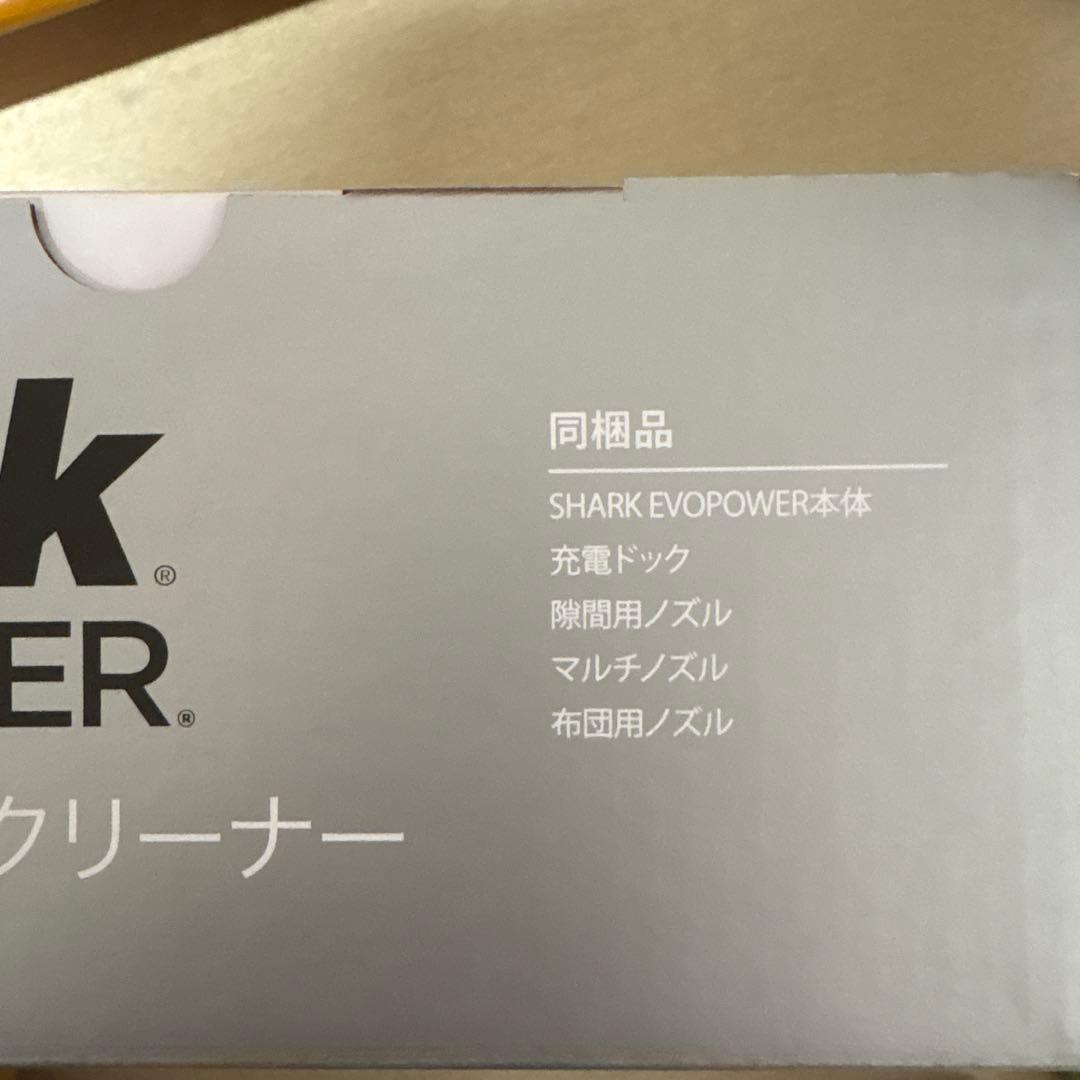 k®
ER®
クリーナー
同梱品
SHARK EVOPOWER本体
充電ドック
隙間用ノズル
マルチノズル
布団用ノズル